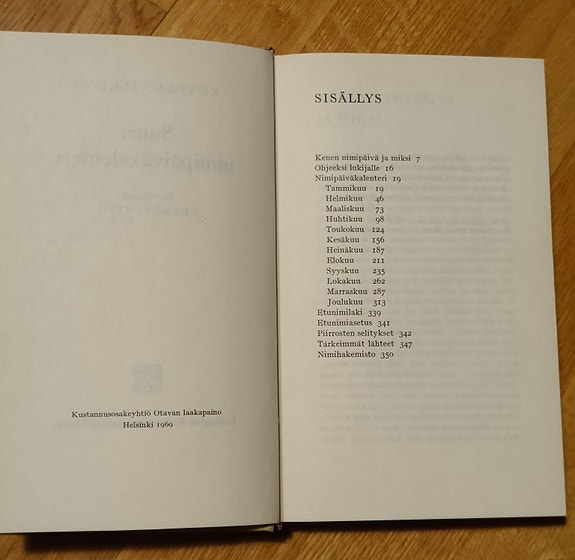 Kustannusosakeyhtiö Otavan laakapaino
Helsinki 1969
SISÄLLYS
Kenen nimipäivä ja miksi 7
Ohjeeksi lukijalle 16
Nimipäiväkalenteri 19
Tammikuu 19
Helmikuu 46
Maaliskuu 73
Huhtikuu 98
Toukokuu 124
Kesäkuu 156
Heinäkuu 187
Elokuu 211
Syyskuu 235
Lokakuu 262
Marraskuu 287
Joulukuu 313
Etunimilaki 339
Etunimiasetus 341
Piirrosten selitykset 342
Tärkeimmät lähteet 347
Nimihakemisto 350